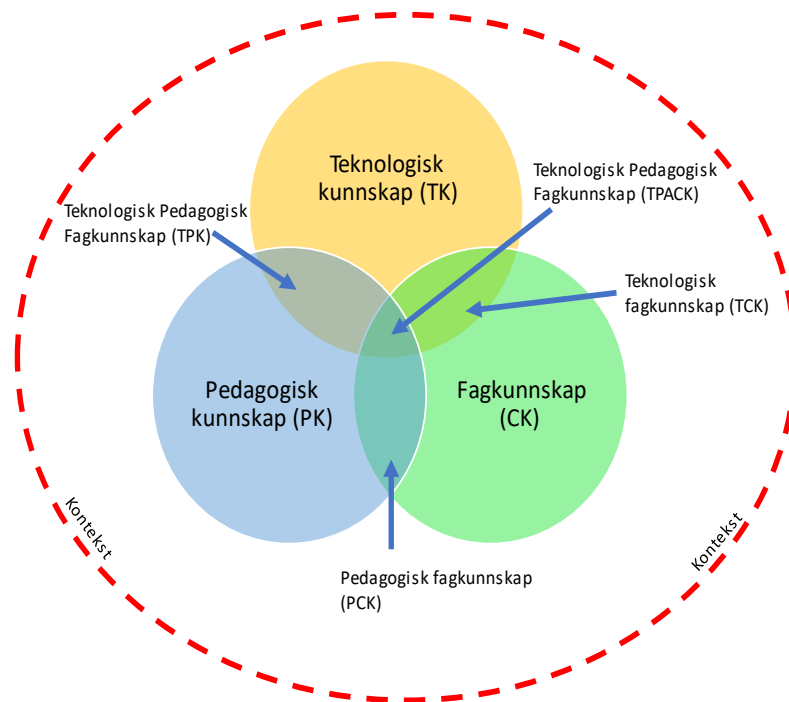 Teknologisk
kunnskap (TK)
Teknologisk Pedagogisk
Fagkunnskap (TPACK)
Teknologisk Pedagogisk
Fagkunnskap (TPK)
Teknologisk
fagkunnskap (TCK)
Pedagogisk
kunnskap (PK)
Fagkunnskap
(CK)
Kontekst
Kontekst
Pedagogisk fagkunnskap
(PCK)